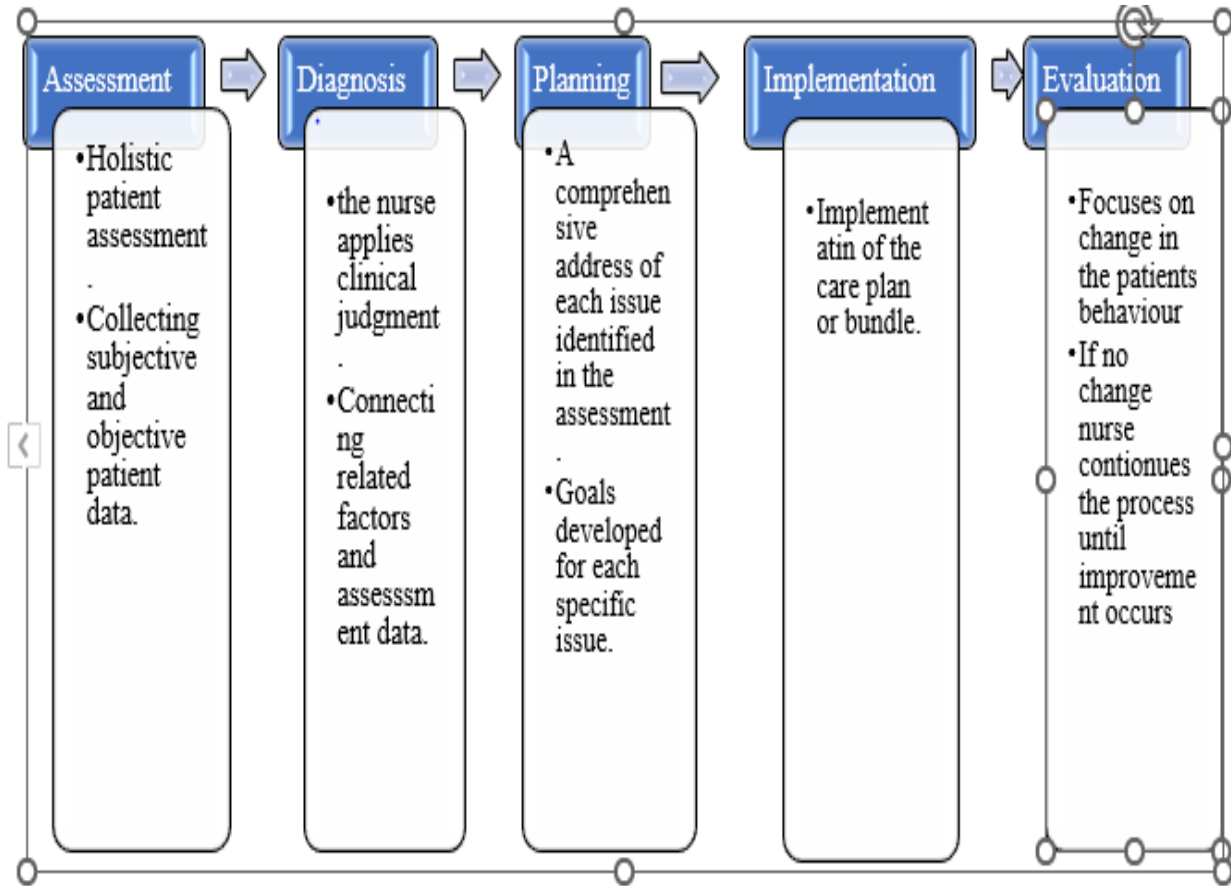 Assessment
•Holistic
patient
assessment
.
•Collecting
subjective
and
objective
patient
data.
Diagnosis
•the nurse
applies
clinical
judgment
.
•Connecti
ng
related
factors
and
assesssm
ent data.
Planning
•A
comprehen
sive
address of
each issue
identified
in the
assessment
.
•Goals
developed
for each
specific
issue.
Implementation
•Implement
atin of the
care plan
or bundle.
Evaluation
•Focuses on
change in
the patients
behaviour
•If no
change
nurse
contionues
the process
until
improveme
nt occurs